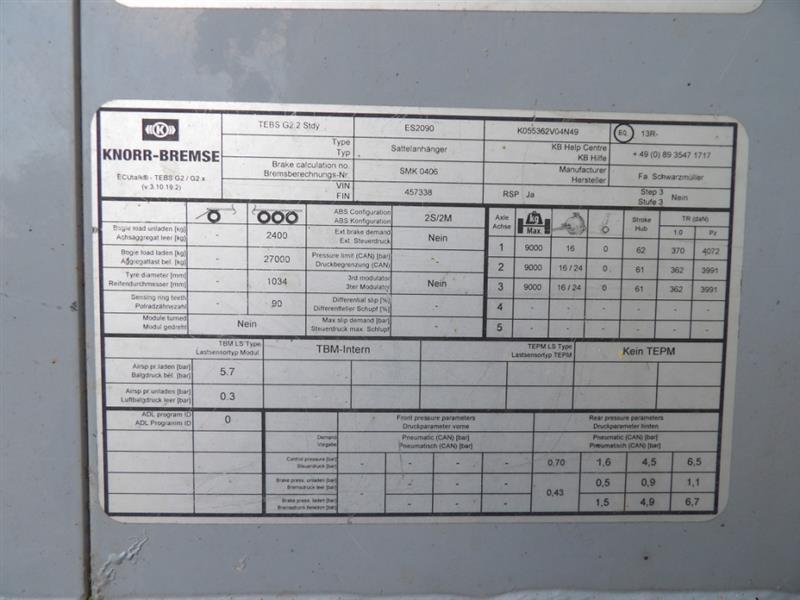 KNORR-BREMSE
ECUtalk® - TEBS G2 / G2.x
(v.3.10.19.2)
TEBS G2.2 Stdy ES2090 K055362V04N49 EQ 13R-
Type
Typ Sattelanhänger KB Help Centre
KB Hilfe + 49 (0) 89 3547 1717
Brake calculation no.
Bremsberechnungs-Nr. SMK 0406 Manufacturer
Hersteller Fa. Schwarzmüller
VIN
FIN 457338 RSP Ja Step 3
Stufe 3 Nein
ABS Configuration
ABS Konfiguration 2S/2M
Bogie load unladen [kg]
Achsaggregat leer [kg] - 2400 Ext brake demand
Ext. Steuerdruck Nein
Bogie load laden [kg]
Aggregatlast bel. [kg] - 27000 Pressure limit (CAN) [bar]
Druckbegrenzung (CAN) -
Tyre diameter [mm]
Reifendurchmesser [mm] - 1034 3rd modulator
3ter Modulator Nein
Sensing ring teeth
Polradzähnezahl - 90 Differential slip [%]
Differentieller Schupf [%] -
Module turned
Modul gedreht Nein Max slip demand [bar]
Steuerdruck max. Schlupf -
Axle
Achse kg
Max. Stroke
Hub TR (daN)
1.0 Pz
1 9000 16 0 62 370 4072
2 9000 16 / 24 0 61 362 3991
3 9000 16 / 24 0 61 362 3991
4 - - - - - -
5 - - - - - -
TBM LS Type
Lastsensortyp Modul TBM-Intern TEPM LS Type
Lastsensortyp TEPM Kein TEPM
Airsp pr.laden [bar]
Balgdruck bel. [bar] 5.7
Airsp pr.unladen [bar]
Luftbalgdruck leer [bar] 0.3
ADL program ID
ADL Programm ID 0
Front pressure parameters
Druckparameter vorne Rear pressure parameters
Druckparameter hinten
Demand
Vorgabe Pneumatic (CAN) [bar]
Pneumatisch (CAN) [bar] Pneumatic (CAN) [bar]
Pneumatisch (CAN) [bar]
Control pressure [bar]
Steuerdruck [bar] - - - - 0,70 1,6 4,5 6,5
Brake press. unladen [bar]
Bremsdruck leer [bar] - - - - 0,43 0,5 0,9 1,1
Brake press. laden [bar]
Bremsdruck beladen [bar] - - - 1,5 4,9 6,7